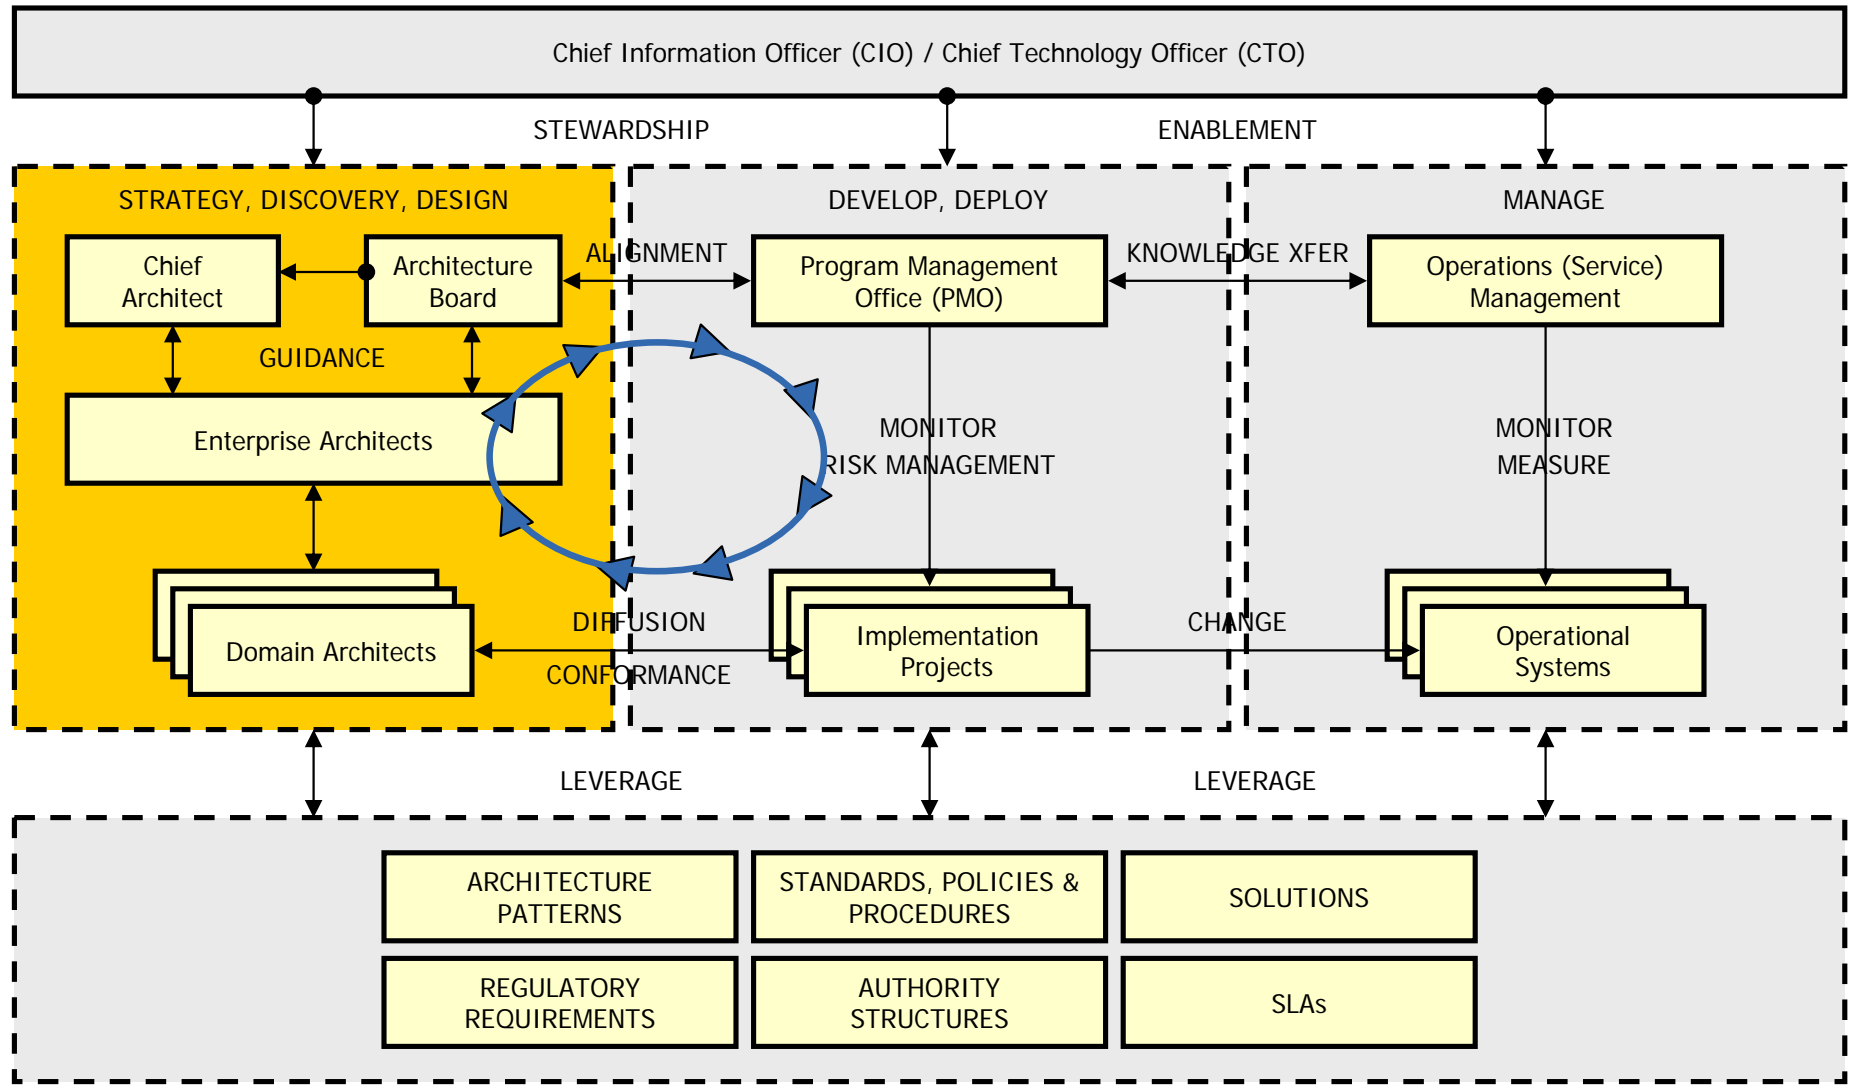 Chief Information Officer (CIO) / Chief Technology Officer (CTO)
STEWARDSHIP
ENABLEMENT
STRATEGY, DISCOVERY, DESIGN
DEVELOP, DEPLOY
MANAGE
Chief
Architect
Architecture
Board
ALIGNMENT
Program Management
Office (PMO)
KNOWLEDGE XFER
Operations (Service)
Management
GUIDANCE
Enterprise Architects
MONITOR
RISK MANAGEMENT
MONITOR
MEASURE
Domain Architects
DIFFUSION
CONFORMANCE
Implementation
Projects
CHANGE
Operational
Systems
LEVERAGE
LEVERAGE
ARCHITECTURE
PATTERNS
STANDARDS, POLICIES &
PROCEDURES
SOLUTIONS
REGULATORY
REQUIREMENTS
AUTHORITY
STRUCTURES
SLAs